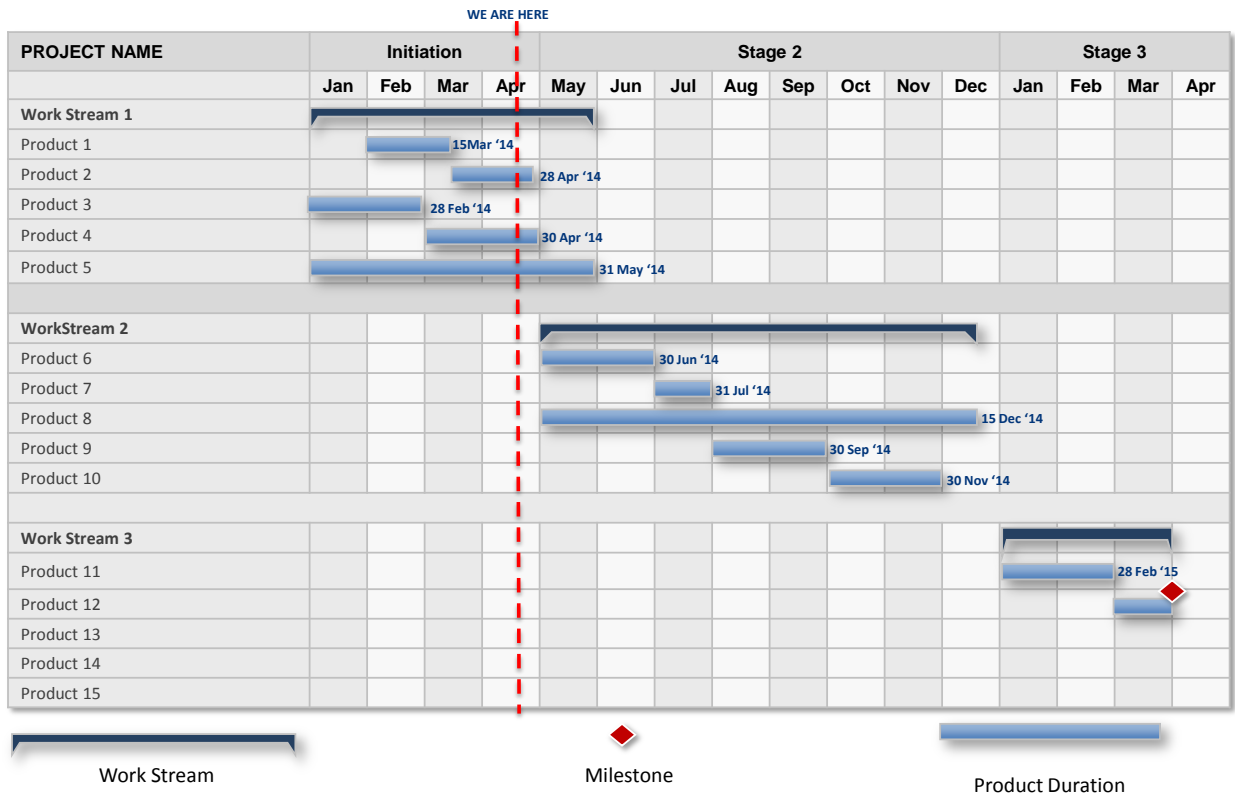 WE ARE HERE
PROJECT NAME Initiation Stage 2 Stage 3
Jan Feb Mar Apr May Jun Jul Aug Sep Oct Nov Dec Jan Feb Mar Apr
Work Stream 1
Product 1 15Mar ‘14
Product 2 28 Apr ‘14
Product 3 28 Feb ‘14
Product 4 30 Apr ‘14
Product 5 31 May ‘14
WorkStream 2
Product 6 30 Jun ‘14
Product 7 31 Jul ‘14
Product 8 15 Dec ‘14
Product 9 30 Sep ‘14
Product 10 30 Nov ‘14
Work Stream 3
Product 11 28 Feb ‘15
Product 12
Product 13
Product 14
Product 15
Work Stream Milestone Product Duration